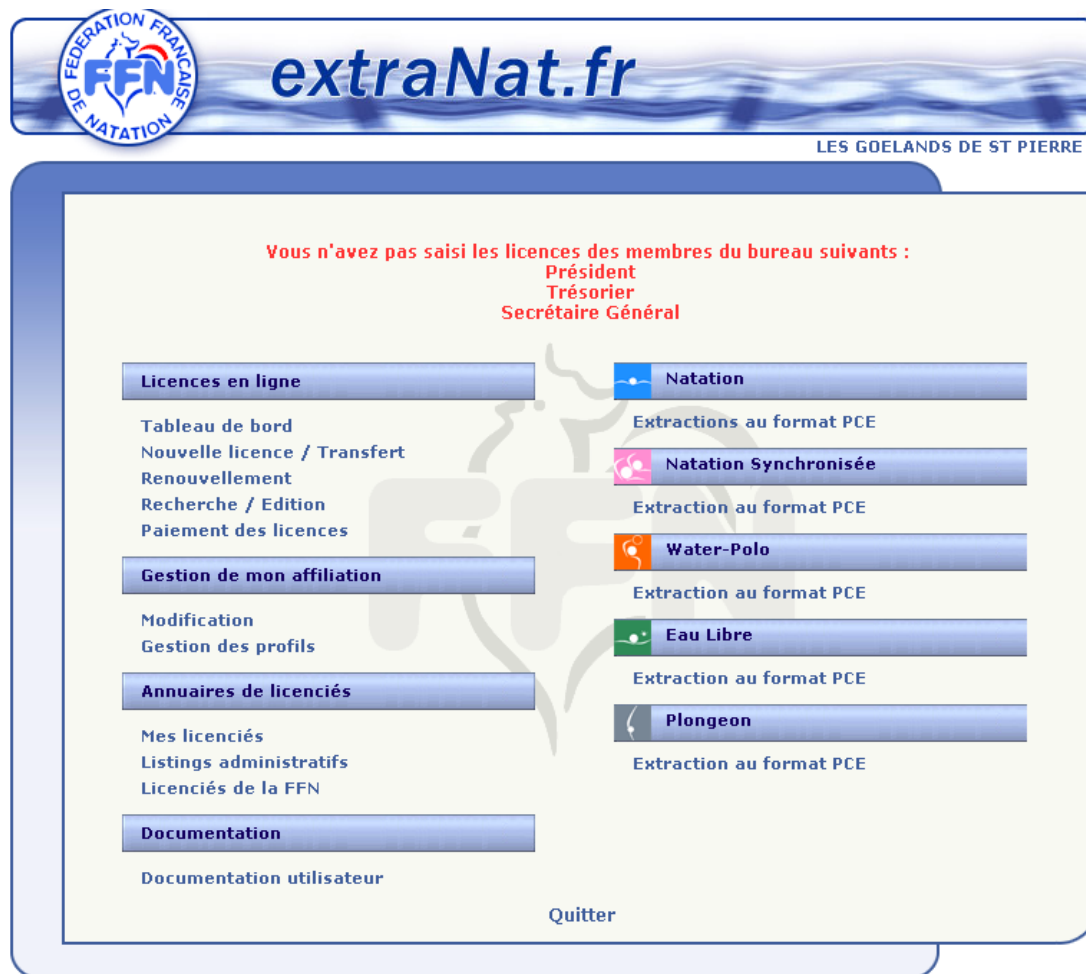 FEDERATION FRANCAISE
FFN
DE NATATION
extraNat.fr
LES GOELANDS DE ST PIERRE
Vous n'avez pas saisi les licences des membres du bureau suivants :
Président
Trésorier
Secrétaire Général
Licences en ligne
Tableau de bord
Nouvelle licence / Transfert
Renouvellement
Recherche / Edition
Paiement des licences
Gestion de mon affiliation
Modification
Gestion des profils
Annuaires de licenciés
Mes licenciés
Listings administratifs
Licenciés de la FFN
Documentation
Documentation utilisateur
Natation
Extractions au format PCE
Natation Synchronisée
Extraction au format PCE
Water-Polo
Extraction au format PCE
Eau Libre
Extraction au format PCE
Plongeon
Extraction au format PCE
FFN
Quitter